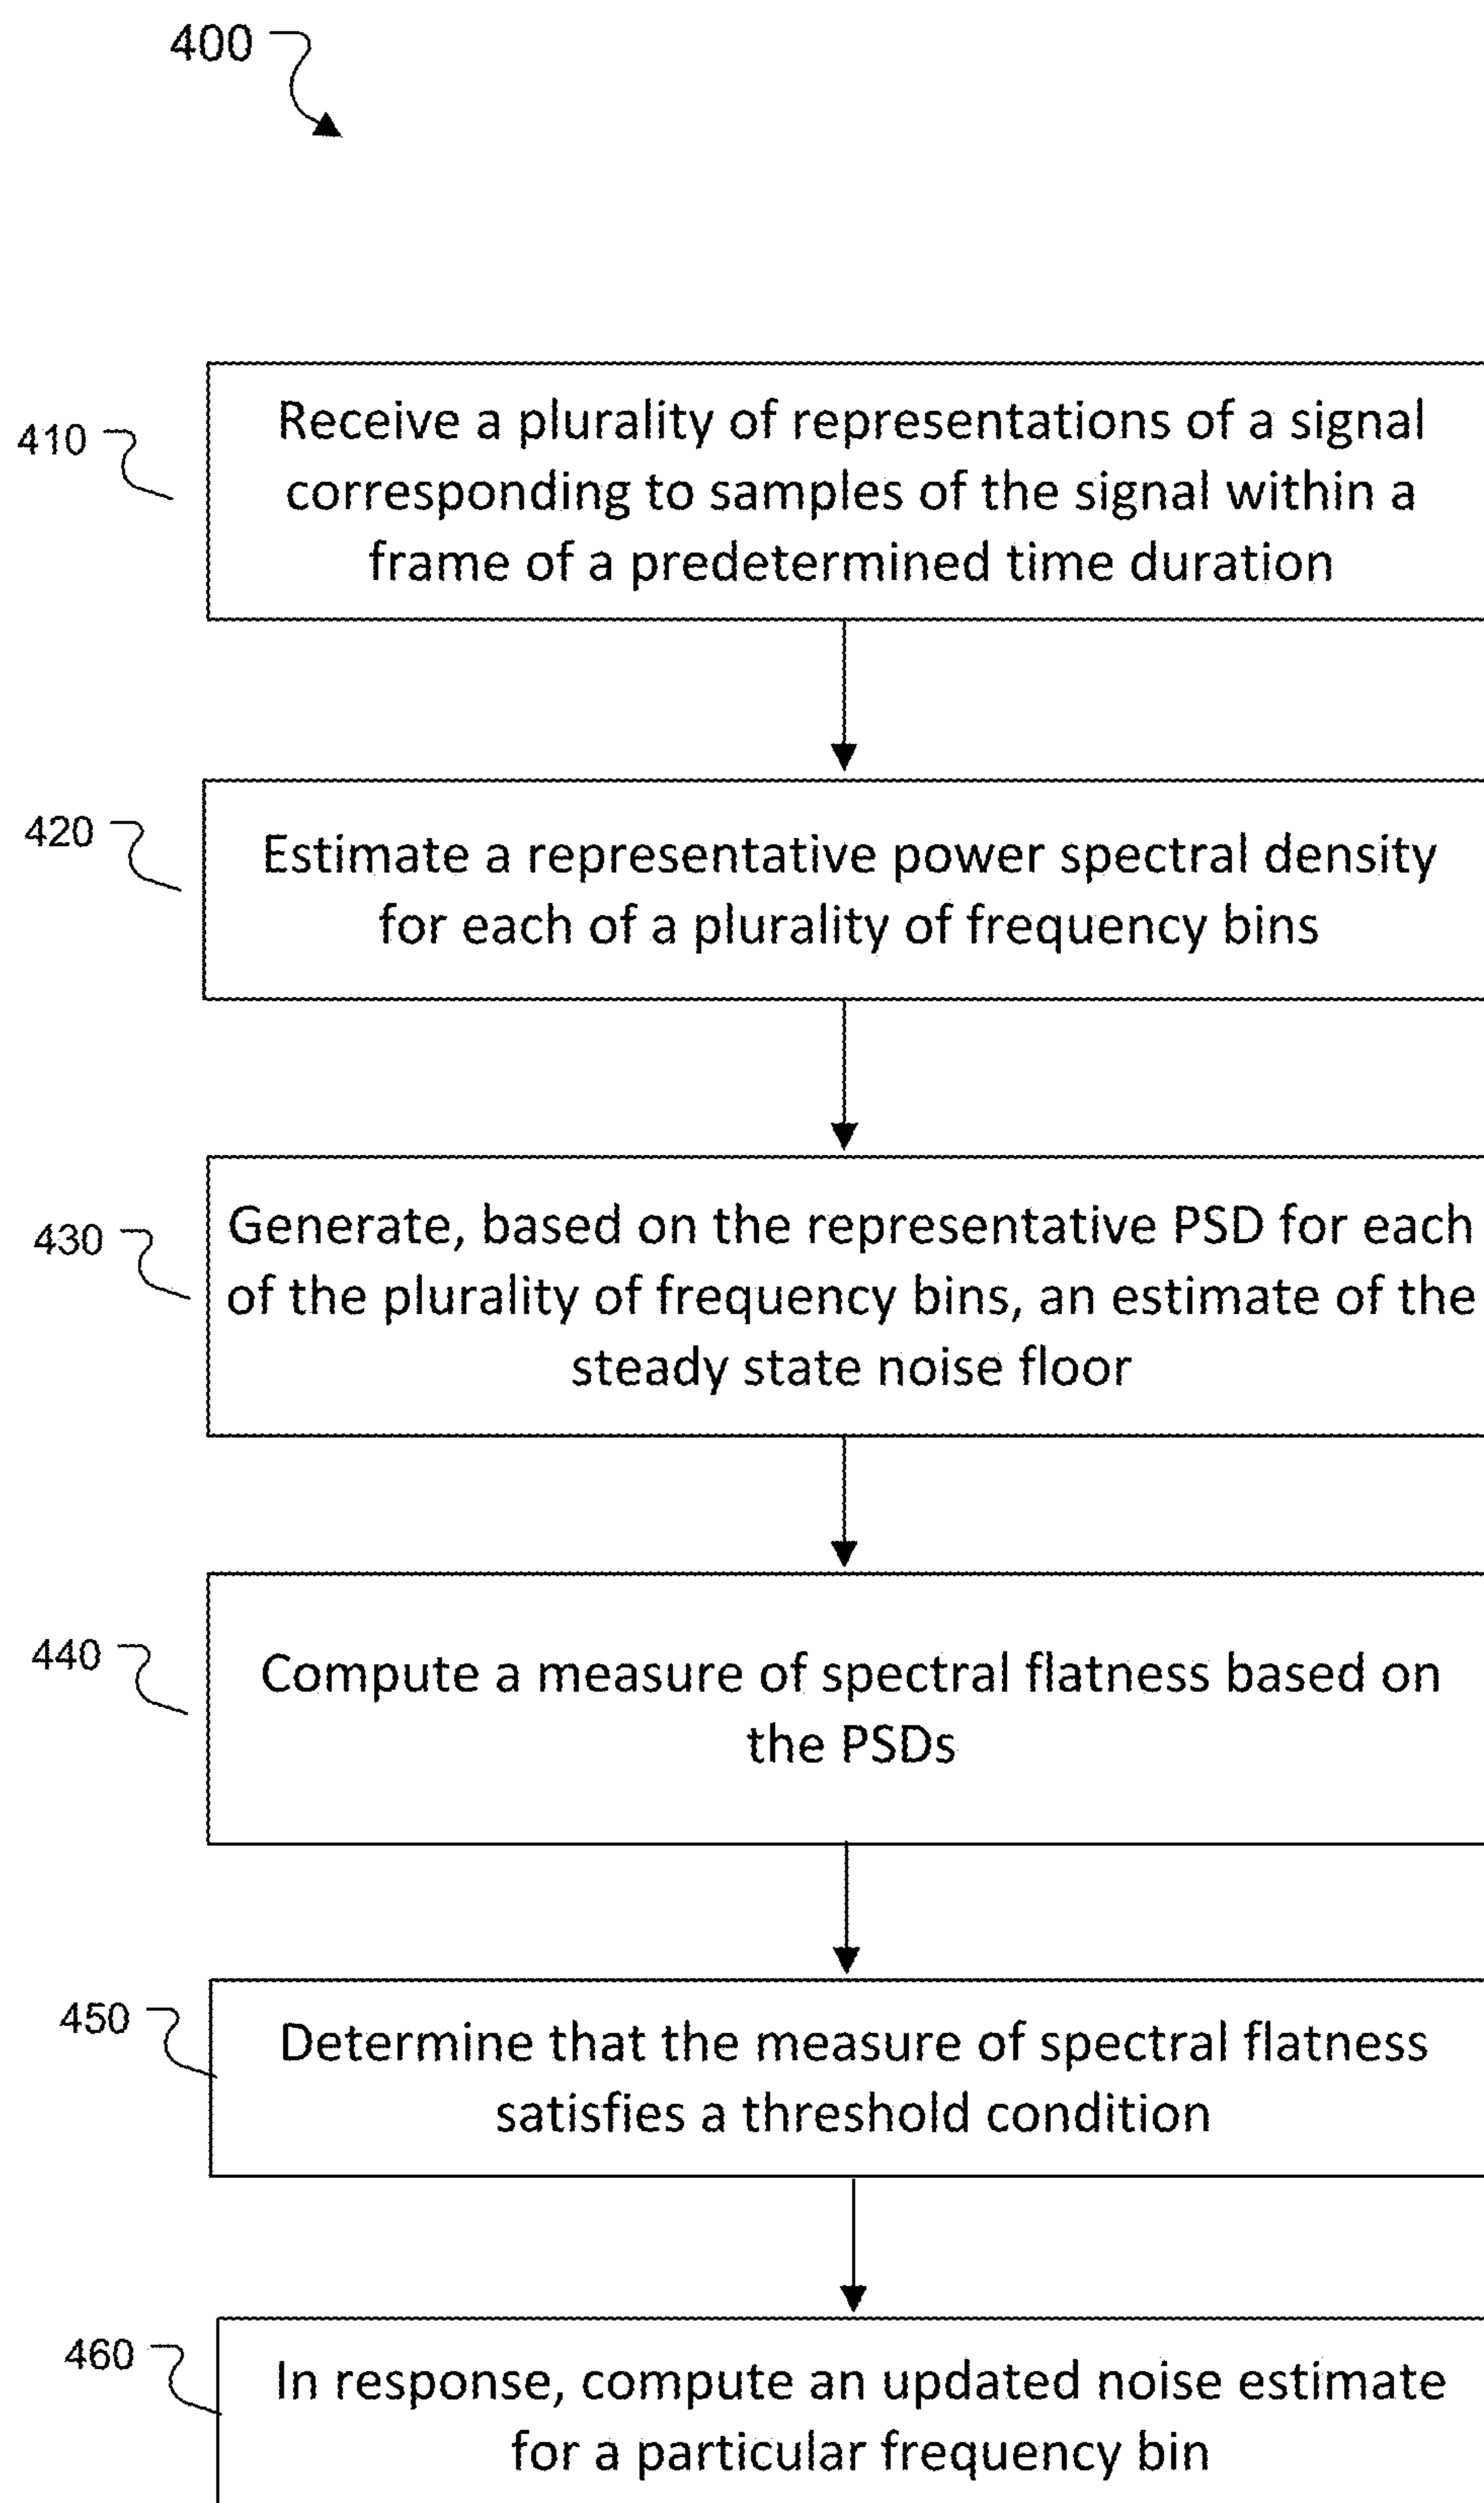 400
410
Receive a plurality of representations of a signal
corresponding to samples of the signal within a
frame of a predetermined time duration
420
Estimate a representative power spectral density
for each of a plurality of frequency bins
430
Generate, based on the representative PSD for each
of the plurality of frequency bins, an estimate of the
steady state noise floor
440
Compute a measure of spectral flatness based on
the PSDs
450
Determine that the measure of spectral flatness
satisfies a threshold condition
460
In response, compute an updated noise estimate
for a particular frequency bin